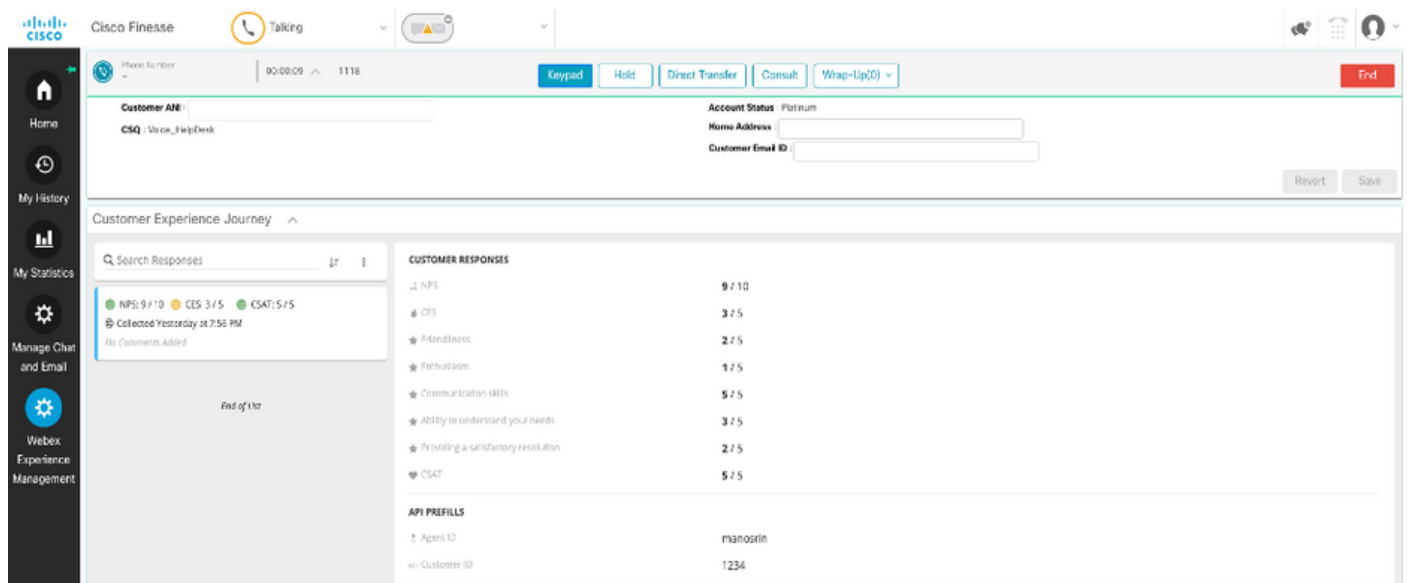 CISCO
Cisco Finesse
Talking
Phone Number
–
00:00:09
1118
Keypad
Hold
Direct Transfer
Consult
Wrap-Up(0)
End
Home
My History
My Statistics
Manage Chat
and Email
Webex
Experience
Management
Customer ANI :
Account Status Platinum
CSQ : Voice_HelpDesk
Home Address :
Customer Email ID :
Revert
Save
Customer Experience Journey
Search Responses
NPS: 9 / 10 CES: 3 / 5 CSAT: 5 / 5
Collected Yesterday at 7:56 PM
No Comments Added
End of List
CUSTOMER RESPONSES
NPS 9 / 10
CES 3 / 5
Friendliness 2 / 5
Enthusiasm 1 / 5
Communication skills 5 / 5
Ability to understand your needs 3 / 5
Providing a satisfactory resolution 2 / 5
CSAT 5 / 5
API PREFILLS
Agent ID manosrin
Customer ID 1234